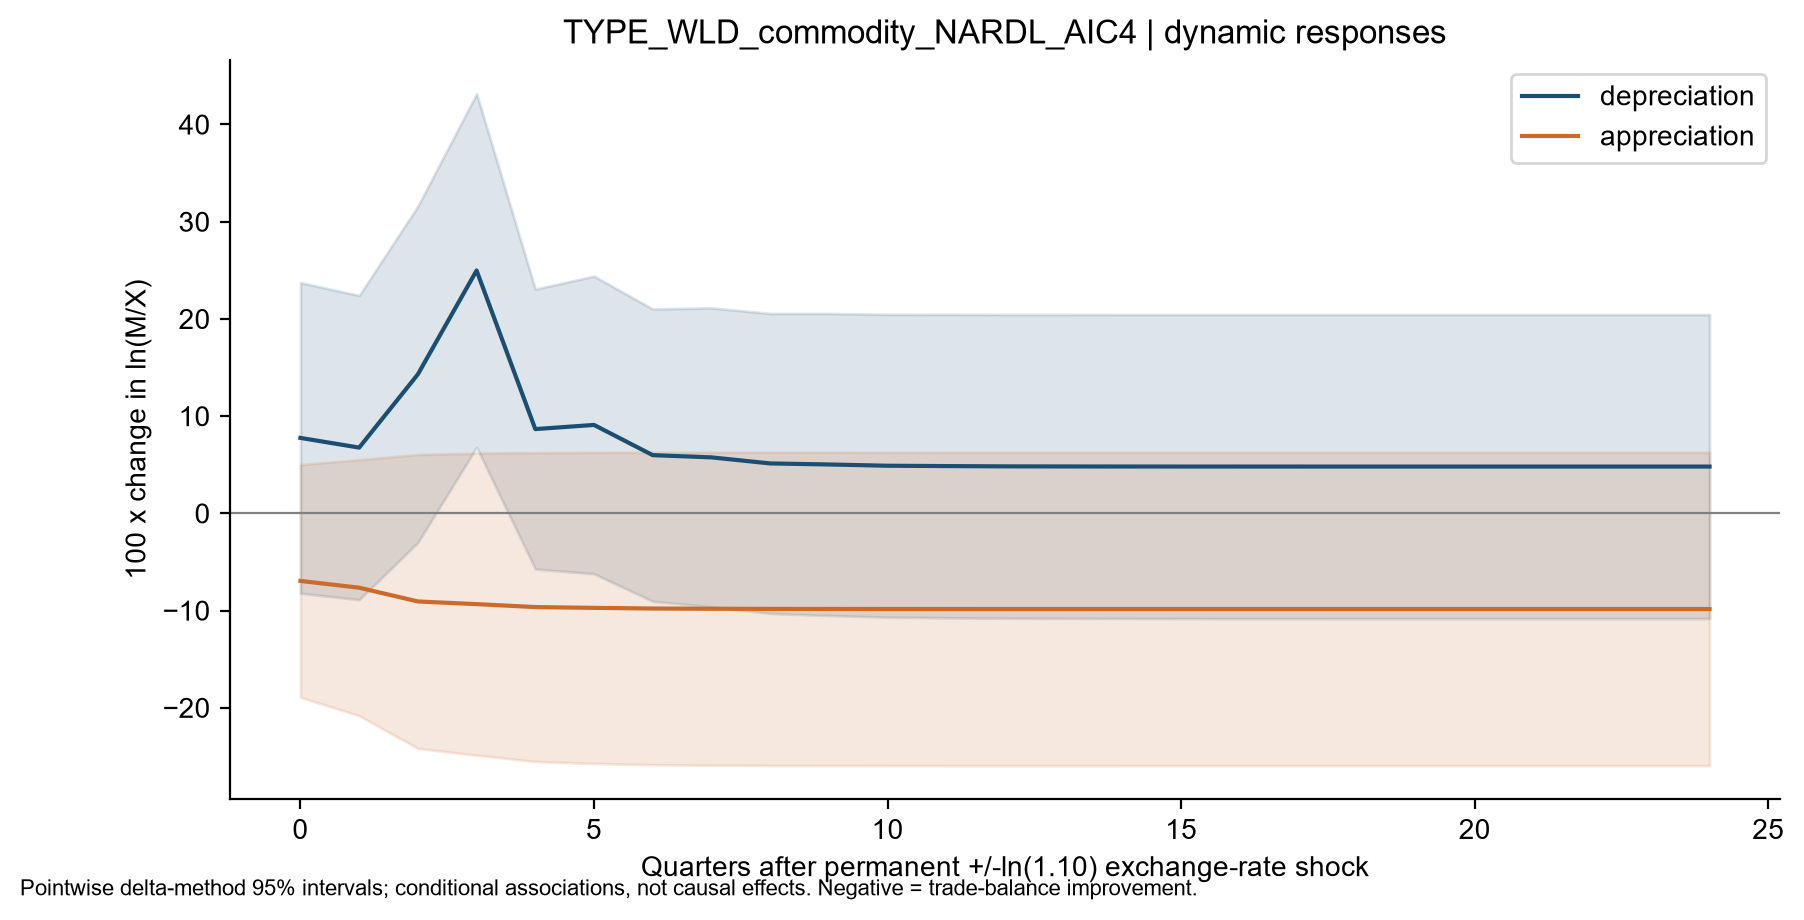 TYPE_WLD_commodity_NARDL_AIC4 | dynamic responses
depreciation
appreciation
100 x change in ln(M/X)
40
30
20
10
0
−10
−20
0
5
10
15
20
25
Quarters after permanent +/-ln(1.10) exchange-rate shock
Pointwise delta-method 95% intervals; conditional associations, not causal effects. Negative = trade-balance improvement.